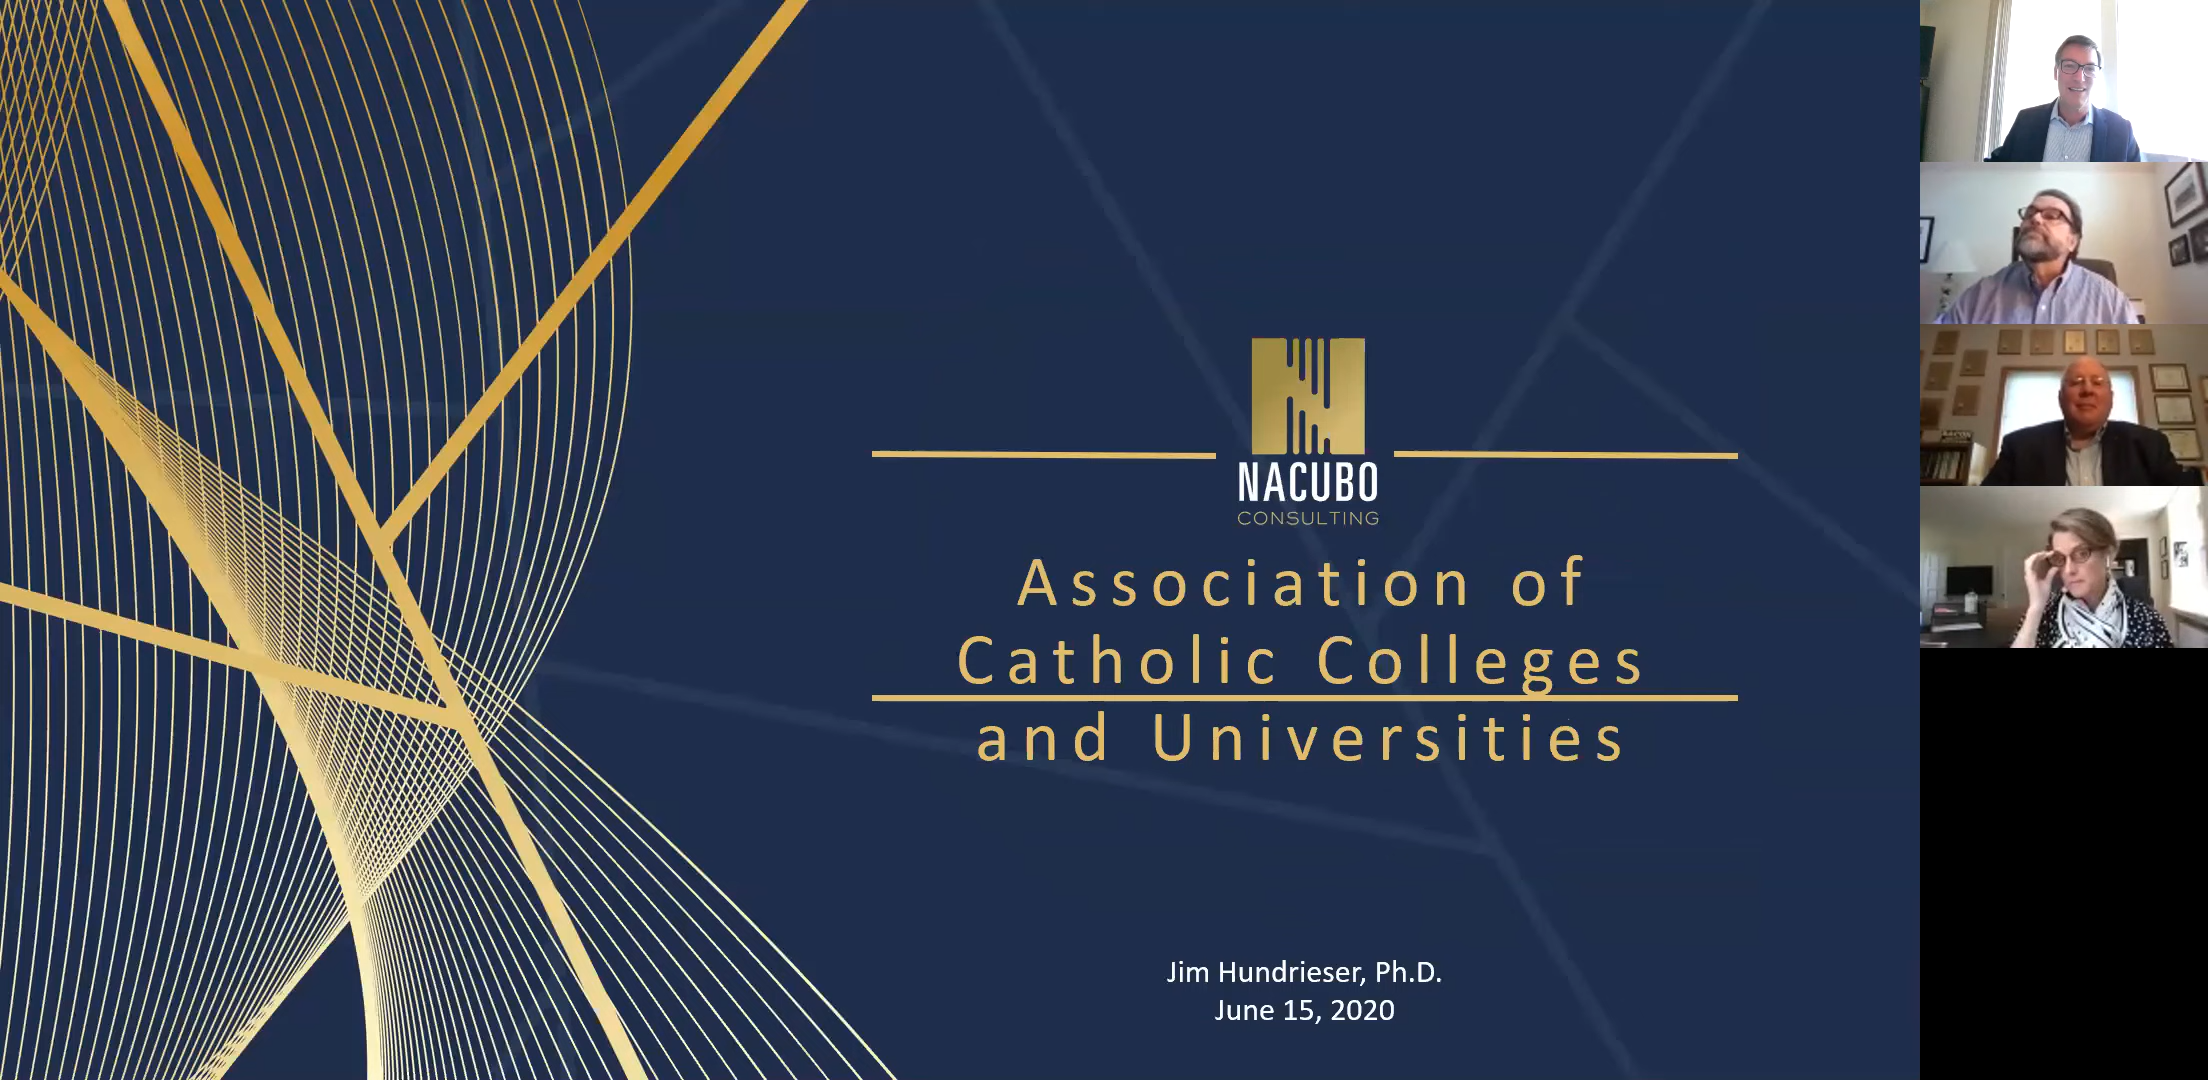 NACUBO
CONSULTING
Association of
Catholic Colleges
and Universities
Jim Hundrieser, Ph.D.
June 15, 2020